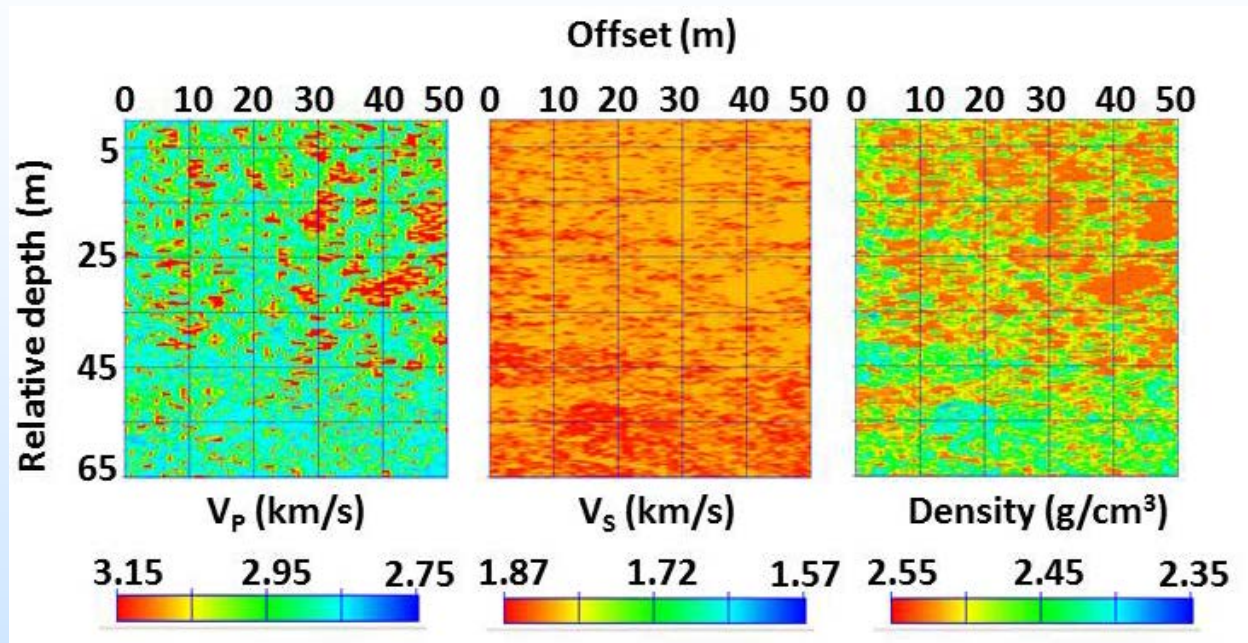 Offset (m)
0 10 20 30 40 50 0 10 20 30 40 50 0 10 20 30 40 50
Relative depth (m)
5
25
45
65
V_P (km/s) V_S (km/s) Density (g/cm³)
3.15 2.95 2.75 1.87 1.72 1.57 2.55 2.45 2.35